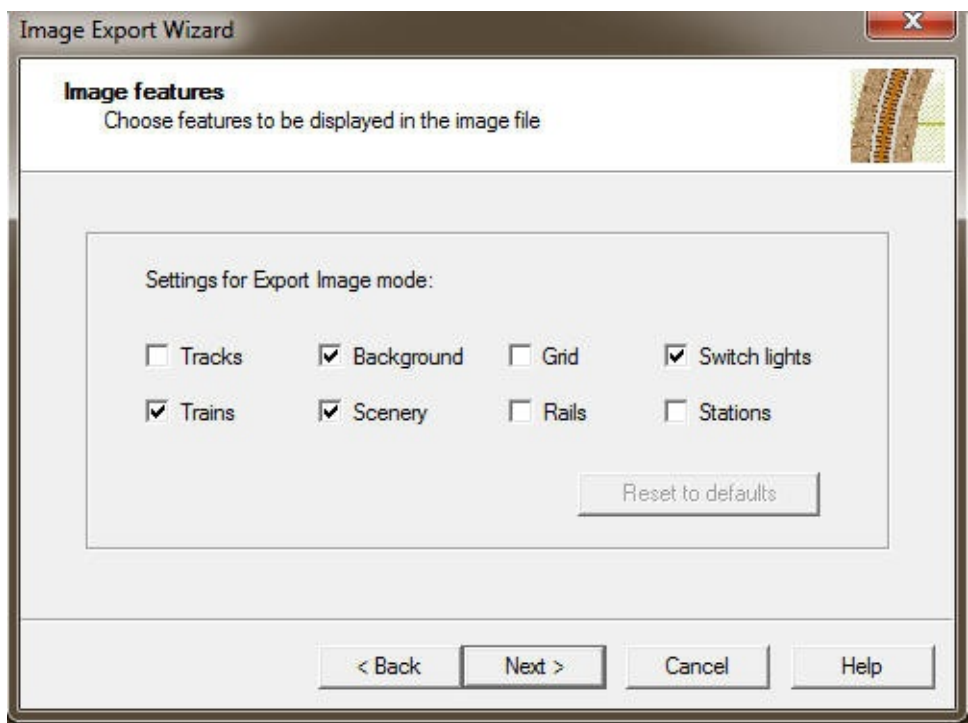 Image Export Wizard
Image features
Choose features to be displayed in the image file
Settings for Export Image mode:
Tracks Background Grid Switch lights
Trains Scenery Rails Stations
Reset to defaults
< Back Next > Cancel Help